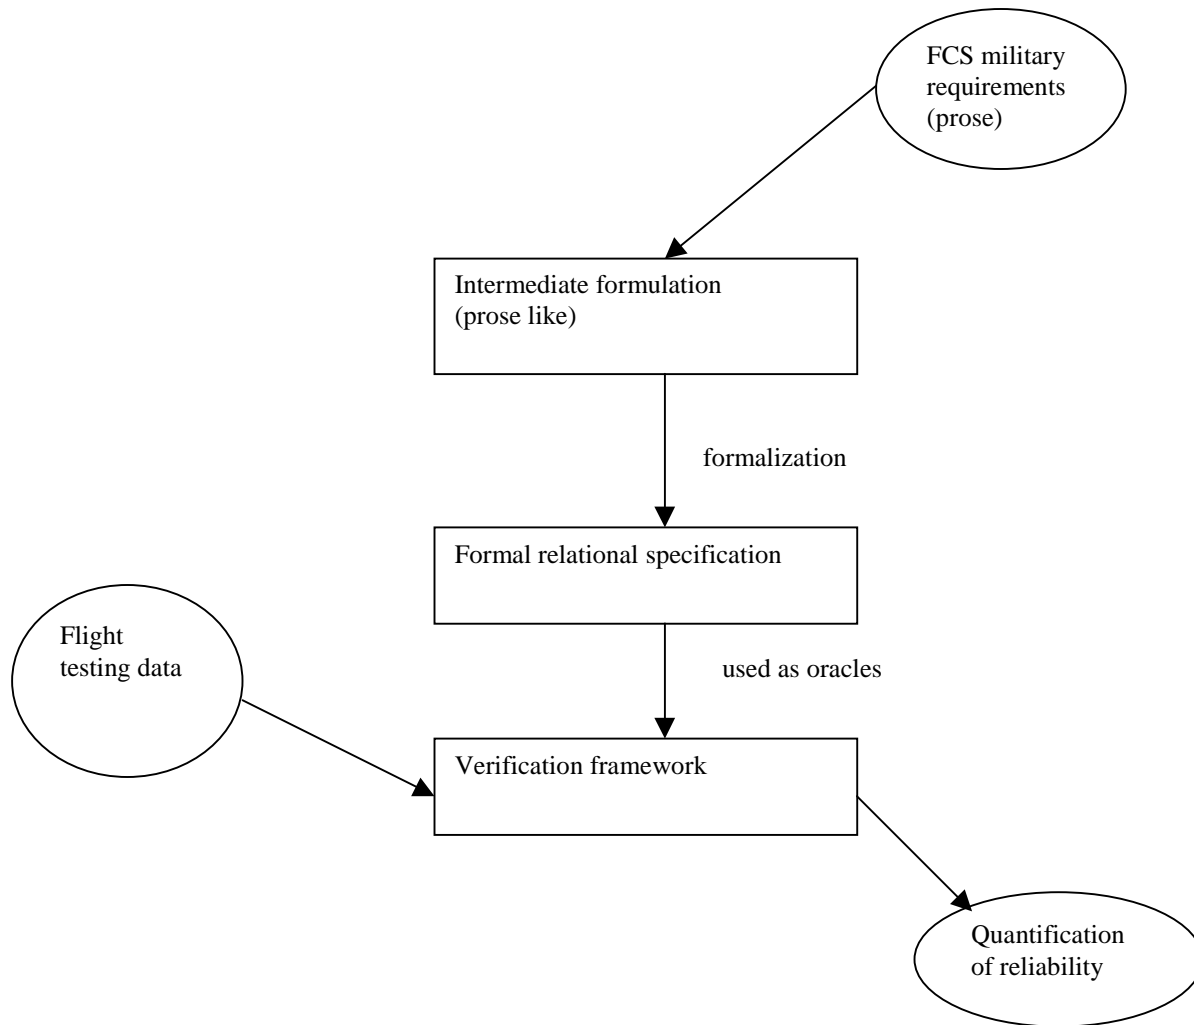 FCS military
requirements
(prose)
Intermediate formulation
(prose like)
formalization
Formal relational specification
Flight
testing data
used as oracles
Verification framework
Quantification
of reliability